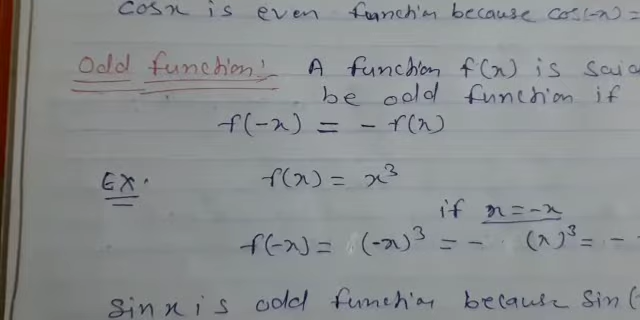 cosx is even function because cos(-x) =
Odd function: A function f(x) is said
be odd function if
f(-x) = - f(x)
EX. f(x) = x³
if x=-x
f(-x) = (-x)³ = - (x)³ = -
Sinx is odd function because Sin(